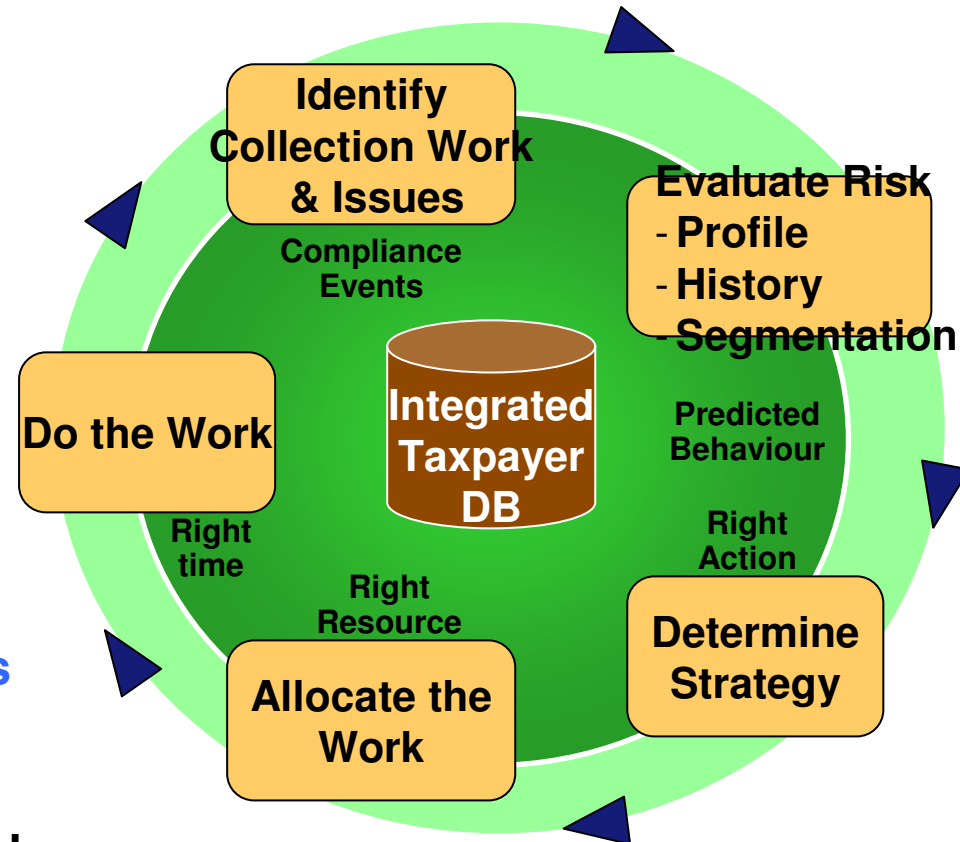 Identify
Collection Work
& Issues
Compliance
Events
Evaluate Risk
- Profile
- History
- Segmentation
Predicted
Behaviour
Right
Action
Determine
Strategy
Right
Resource
Allocate the
Work
Right
time
Do the Work
Integrated
Taxpayer
DB
s